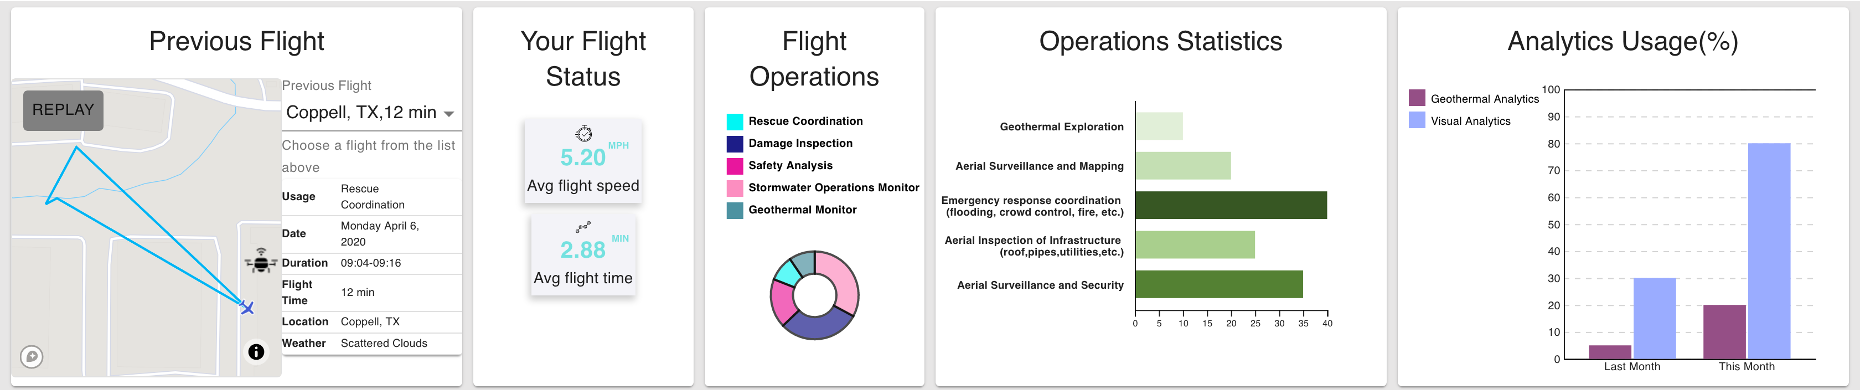 Previous Flight
REPLAY
Previous Flight
Coppell, TX,12 min
Choose a flight from the list
above
Usage Rescue
Coordination
Date Monday April 6,
2020
Duration 09:04-09:16
Flight
Time 12 min
Location Coppell, TX
Weather Scattered Clouds
Your Flight
Status
5.20 MPH
Avg flight speed
2.88 MIN
Avg flight time
Flight
Operations
Rescue Coordination
Damage Inspection
Safety Analysis
Stormwater Operations Monitor
Geothermal Monitor
Operations Statistics
Geothermal Exploration
Aerial Surveillance and Mapping
Emergency response coordination
(flooding, crowd control, fire, etc.)
Aerial Inspection of Infrastructure
(roof,pipes,utilities,etc.)
Aerial Surveillance and Security
0 5 10 15 20 25 30 35 40
Analytics Usage(%)
Geothermal Analytics
Visual Analytics
100
90
80
70
60
50
40
30
20
10
0
Last Month This Month